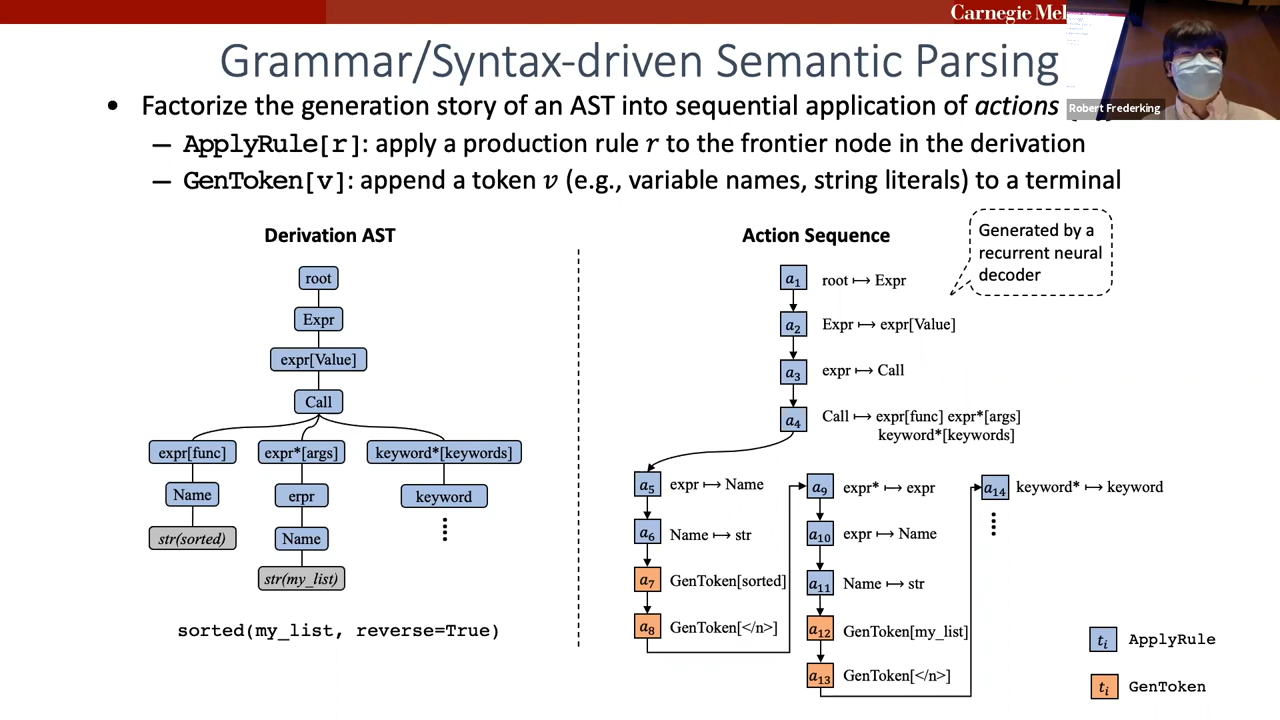 Carnegie Mel
Grammar/Syntax-driven Semantic Parsing
Robert Frederking
• Factorize the generation story of an AST into sequential application of actions
– ApplyRule[r]: apply a production rule r to the frontier node in the derivation
– GenToken[v]: append a token v (e.g., variable names, string literals) to a terminal
Derivation AST
root
Expr
expr[Value]
Call
expr[func] expr*[args] keyword*[keywords]
Name erpr keyword
str(sorted) Name
str(my_list)
sorted(my_list, reverse=True)
Action Sequence
Generated by a
recurrent neural
decoder
a1 root ↦ Expr
a2 Expr ↦ expr[Value]
a3 expr ↦ Call
a4 Call ↦ expr[func] expr*[args]
keyword*[keywords]
a5 expr ↦ Name
a6 Name ↦ str
a7 GenToken[sorted]
a8 GenToken[</n>]
a9 expr* ↦ expr
a10 expr ↦ Name
a11 Name ↦ str
a12 GenToken[my_list]
a13 GenToken[</n>]
a14 keyword* ↦ keyword
ti ApplyRule
ti GenToken